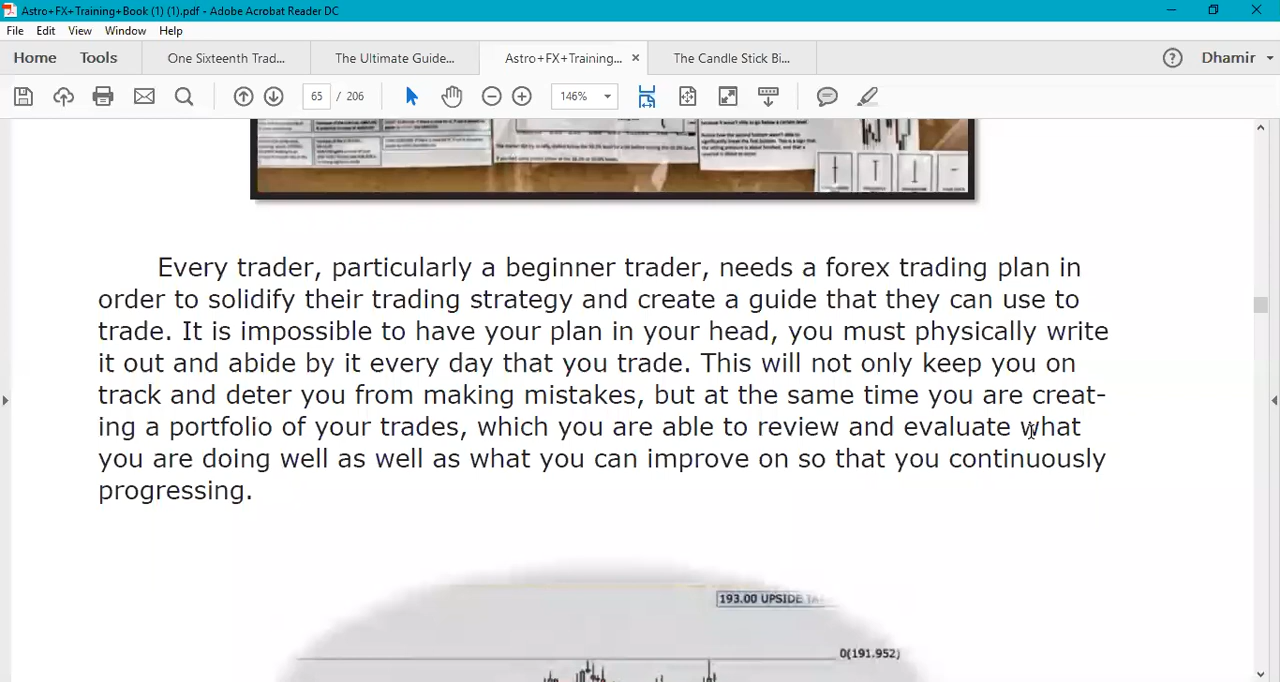 Astro+FX+Training+Book (1) (1).pdf - Adobe Acrobat Reader DC
File Edit View Window Help
Home Tools One Sixteenth Trad... The Ultimate Guide... Astro+FX+Training... × The Candle Stick Bi... Dhamir
65 / 206 146%
Every trader, particularly a beginner trader, needs a forex trading plan in
order to solidify their trading strategy and create a guide that they can use to
trade. It is impossible to have your plan in your head, you must physically write
it out and abide by it every day that you trade. This will not only keep you on
track and deter you from making mistakes, but at the same time you are creat-
ing a portfolio of your trades, which you are able to review and evaluate what
you are doing well as well as what you can improve on so that you continuously
progressing.
193.00 UPSIDE
0(191.952)